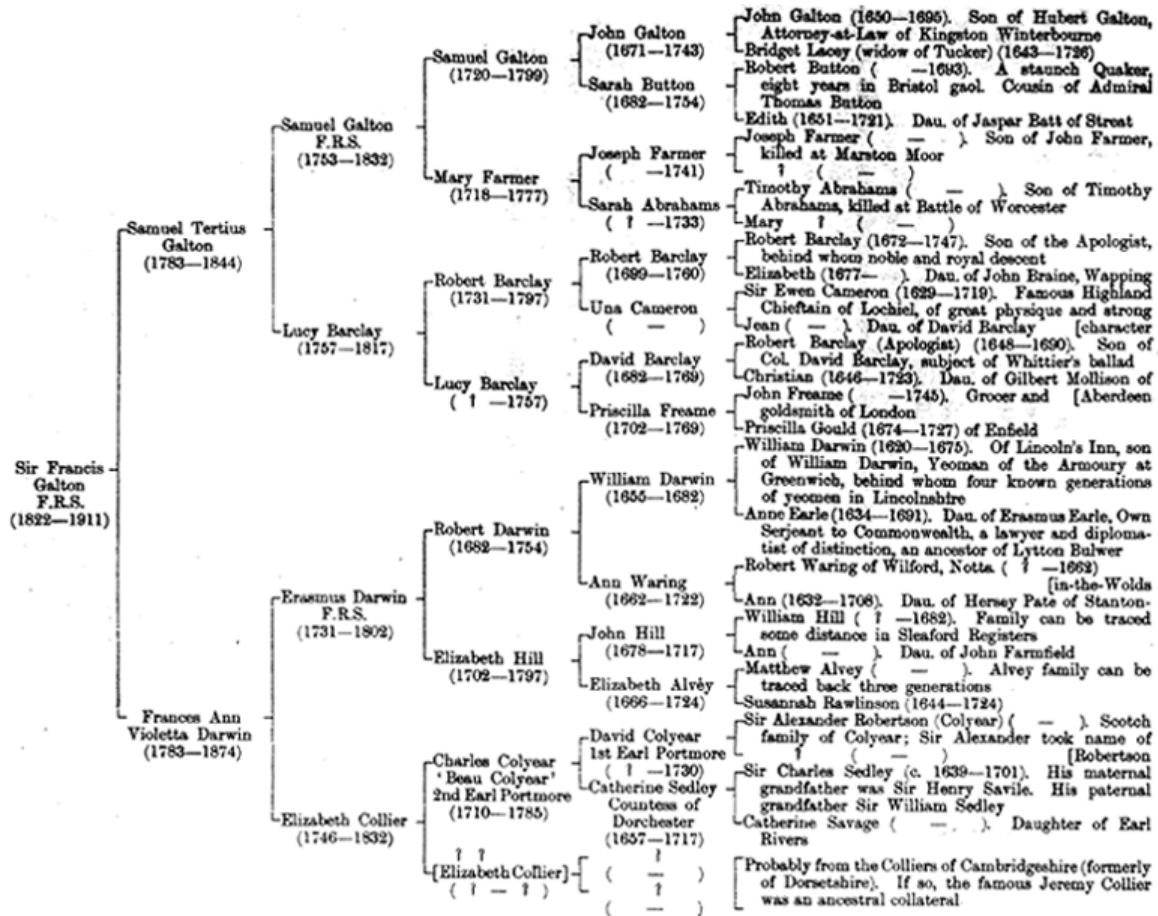 Sir Francis
Galton
F.R.S.
(1822—1911)
Samuel Tertius
Galton
(1783—1844)
Frances Ann
Violetta Darwin
(1783—1874)
Samuel Galton
F.R.S.
(1753—1832)
Lucy Barclay
(1757—1817)
Erasmus Darwin
F.R.S.
(1731—1802)
Elizabeth Collier
(1746—1832)
Samuel Galton
(1720—1799)
Mary Farmer
(1718—1777)
Robert Barclay
(1731—1797)
Lucy Barclay
( ? —1757)
Robert Darwin
(1682—1754)
Elizabeth Hill
(1702—1797)
Charles Colyear
'Beau Colyear'
2nd Earl Portmore
(1710—1785)
? ?
[Elizabeth Collier]
( ? — ? )
John Galton
(1671—1743)
Sarah Button
(1682—1754)
Joseph Farmer
( —1741)
Sarah Abrahams
( ? —1733)
Robert Barclay
(1699—1760)
Una Cameron
( — )
David Barclay
(1682—1769)
Priscilla Freame
(1702—1769)
William Darwin
(1655—1682)
Ann Waring
(1662—1722)
John Hill
(1678—1717)
Elizabeth Alvey
(1666—1724)
David Colyear
1st Earl Portmore
( ? —1730)
Catherine Sedley
Countess of
Dorchester
(1657—1717)
?
( — )
?
( — )
John Galton (1650—1695). Son of Hubert Galton,
Attorney-at-Law of Kingston Winterbourne
Bridget Lacey (widow of Tucker) (1643—1726)
Robert Button ( —1693). A staunch Quaker,
eight years in Bristol gaol. Cousin of Admiral
Thomas Button
Edith (1651—1721). Dau. of Jaspar Batt of Street
Joseph Farmer ( — ). Son of John Farmer,
killed at Marston Moor
? ( — )
Timothy Abrahams ( — ). Son of Timothy
Abrahams, killed at Battle of Worcester
Mary ? ( — )
Robert Barclay (1672—1747). Son of the Apologist,
behind whom noble and royal descent
Elizabeth (1677— ). Dau. of John Braine, Wapping
Sir Ewen Cameron (1629—1719). Famous Highland
Chieftain of Lochiel, of great physique and strong
Jean ( — ). Dau. of David Barclay [character
Robert Barclay (Apologist) (1648—1690). Son of
Col. David Barclay, subject of Whittier's ballad
Christian (1646—1723). Dau. of Gilbert Mollison of
John Freame ( —1745). Grocer and [Aberdeen
goldsmith of London
Priscilla Gould (1674—1727) of Enfield
William Darwin (1620—1675). Of Lincoln's Inn, son
of William Darwin, Yeoman of the Armoury at
Greenwich, behind whom four known generations
of yeomen in Lincolnshire
Anne Earle (1634—1691). Dau. of Erasmus Earle, Own
Serjeant to Commonwealth, a lawyer and diploma-
tist of distinction, an ancestor of Lytton Bulwer
Robert Waring of Wilford, Notts. ( ? —1662)
[in-the-Wolds
Ann (1632—1708). Dau. of Hersey Pate of Stanton-
William Hill ( ? —1682). Family can be traced
some distance in Sleaford Registers
Ann ( — ). Dau. of John Farmfield
Matthew Alvey ( — ). Alvey family can be
traced back three generations
Susannah Rawlinson (1644—1724)
Sir Alexander Robertson (Colyear) ( — ). Scotch
family of Colyear; Sir Alexander took name of
? ( — ) [Robertson
Sir Charles Sedley (c. 1639—1701). His maternal
grandfather was Sir Henry Savile. His paternal
grandfather Sir William Sedley
Catherine Savage ( — ). Daughter of Earl
Rivers
Probably from the Colliers of Cambridgeshire (formerly
of Dorsetshire). If so, the famous Jeremy Collier
was an ancestral collateral